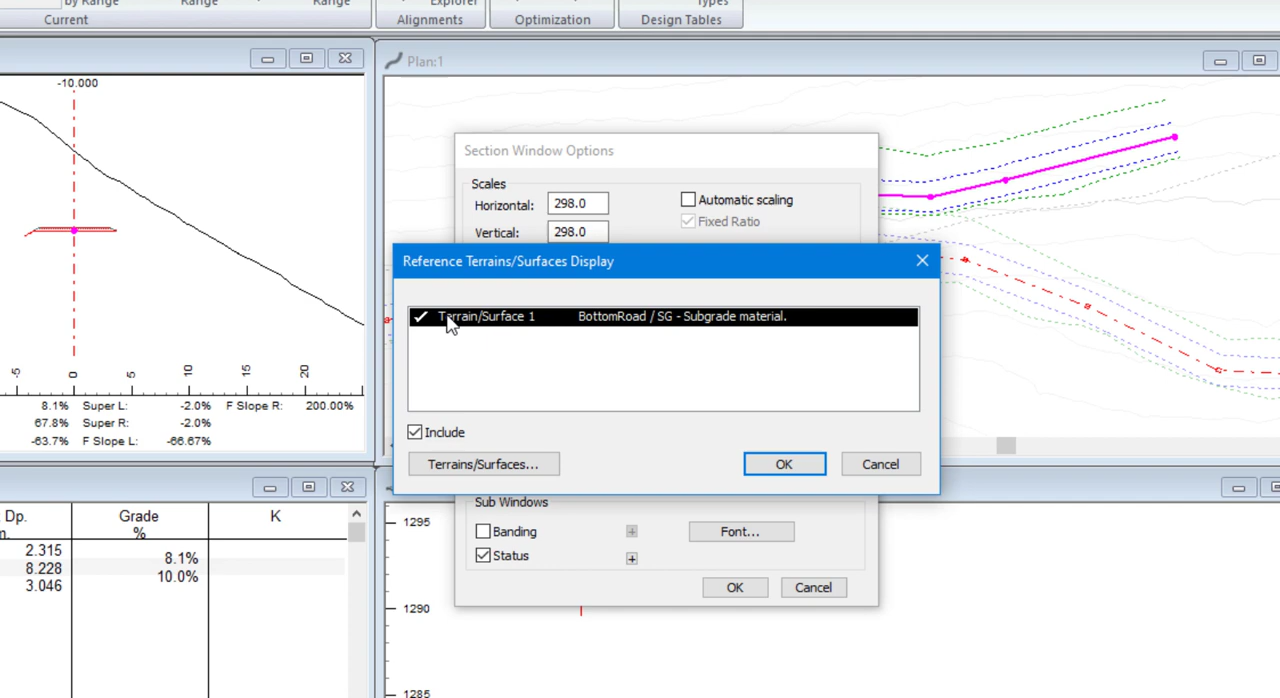 by Range
Range
Range
Explorer
Types
Current
Alignments
Optimization
Design Tables
Plan:1
-10.000
-5 0 5 10 15 20
8.1% Super L: -2.0% F Slope R: 200.00%
67.8% Super R: -2.0%
-63.7% F Slope L: -66.67%
Section Window Options
Scales
Horizontal: 298.0
Automatic scaling
Fixed Ratio
Vertical: 298.0
Reference Terrains/Surfaces Display
Terrain/Surface 1 BottomRoad / SG - Subgrade material.
Include
Terrains/Surfaces...
OK
Cancel
Sub Windows
Banding
Font...
Status
OK
Cancel
Dp. Grade K
%
2.315
8.1%
8.228
10.0%
3.046
1295
1290
1285